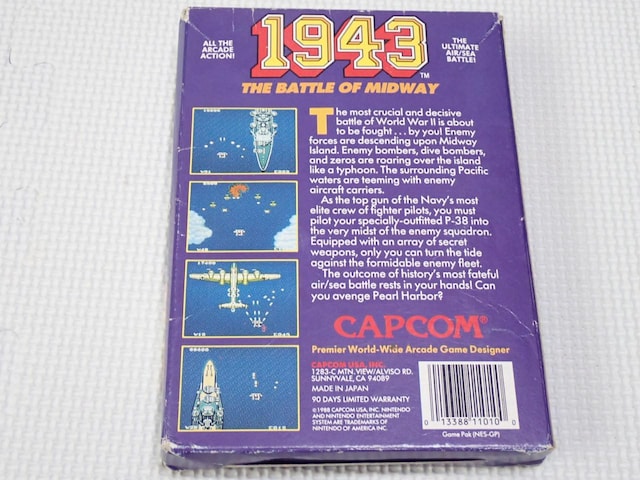 ALL THE
ARCADE
ACTION!
1943
TM
THE
ULTIMATE
AIR/SEA
BATTLE!
THE BATTLE OF MIDWAY
The most crucial and decisive
battle of World War II is about
to be fought . . . by you! Enemy
forces are descending upon Midway
Island. Enemy bombers, dive bombers,
and zeros are roaring over the island
like a typhoon. The surrounding Pacific
waters are teeming with enemy
aircraft carriers.
As the top gun of the Navy's most
elite crew of fighter pilots, you must
pilot your specially-outfitted P-38 into
the very midst of the enemy squadron.
Equipped with an array of secret
weapons, only you can turn the tide
against the formidable enemy fleet.
The outcome of history's most fateful
air/sea battle rests in your hands! Can
you avenge Pearl Harbor?
CAPCOM®
Premier World-Wide Arcade Game Designer
CAPCOM USA, INC.
1283-C MTN. VIEW/ALVISO RD.
SUNNYVALE, CA 94089
MADE IN JAPAN
90 DAYS LIMITED WARRANTY
©1988 CAPCOM USA, INC. NINTENDO
AND NINTENDO ENTERTAINMENT
SYSTEM ARE TRADEMARKS OF
NINTENDO OF AMERICA INC.
0 13388 11010 0
Game Pak (NES-GP)